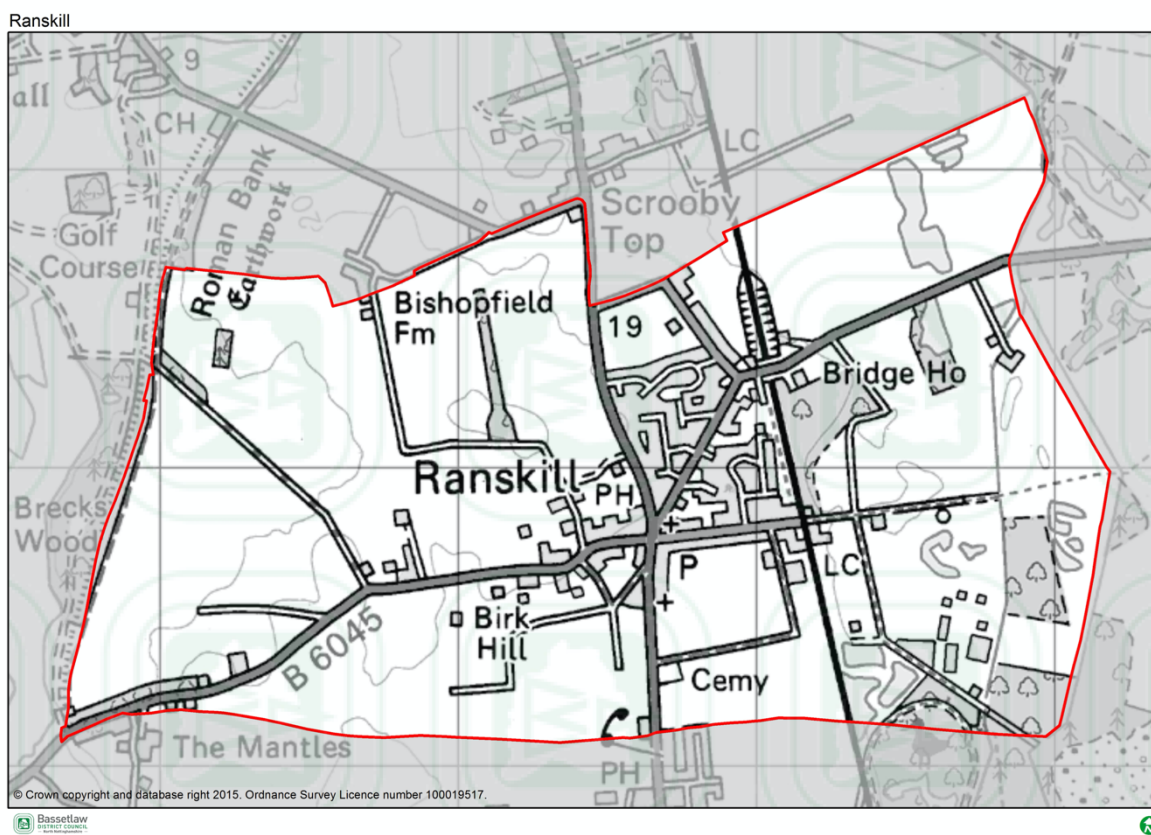 Ranskill
9
all
CH
LC
Roman Bank
Earthwork
Golf
Course
Scrooby
Top
Bishopfield
Fm
19
Bridge Ho
Ranskill
PH
Brecks
Wood
P
LC
Birk
Hill
B 6045
Cemy
The Mantles
PH
© Crown copyright and database right 2015. Ordnance Survey Licence number 100019517.
Bassetlaw
DISTRICT COUNCIL
North Nottinghamshire